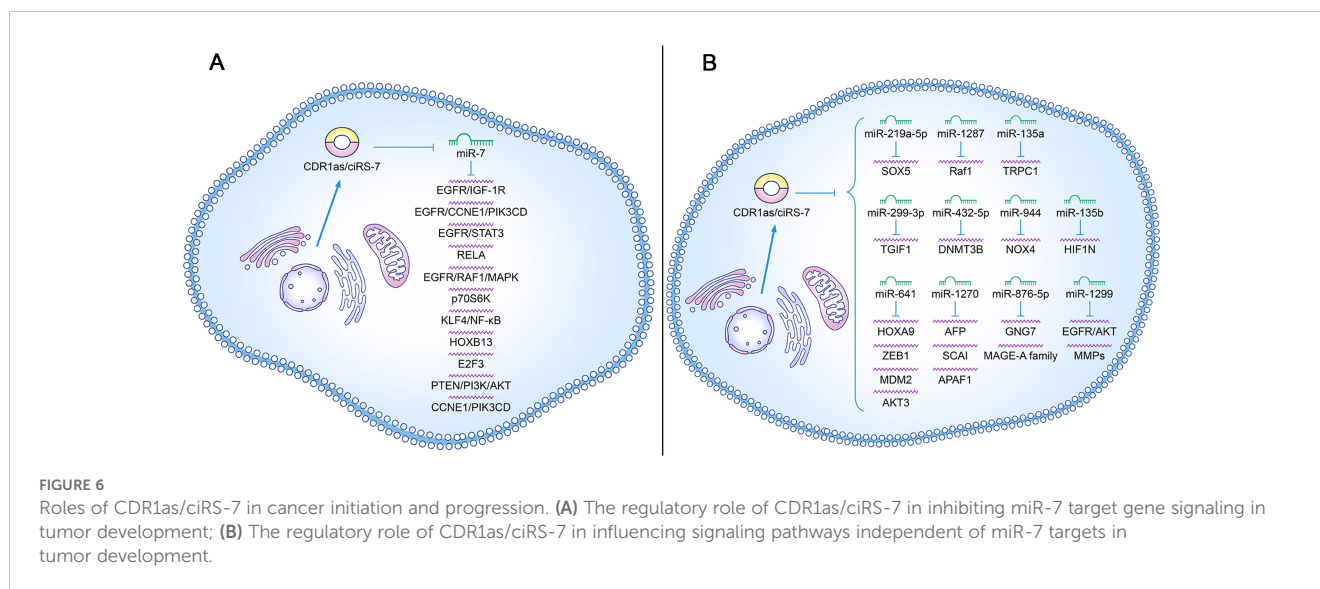 A
CDR1as/ciRS-7
miR-7
EGFR/IGF-1R
EGFR/CCNE1/PIK3CD
EGFR/STAT3
RELA
EGFR/RAF1/MAPK
p70S6K
KLF4/NF-κB
HOXB13
E2F3
PTEN/PI3K/AKT
CCNE1/PIK3CD
B
CDR1as/ciRS-7
miR-219a-5p miR-1287 miR-135a
SOX5 Raf1 TRPC1
miR-299-3p miR-432-5p miR-944 miR-135b
TGIF1 DNMT3B NOX4 HIF1N
miR-641 miR-1270 miR-876-5p miR-1299
HOXA9 AFP GNG7 EGFR/AKT
ZEB1 SCAI MAGE-A family MMPs
MDM2 APAF1
AKT3
FIGURE 6
Roles of CDR1as/ciRS-7 in cancer initiation and progression. (A) The regulatory role of CDR1as/ciRS-7 in inhibiting miR-7 target gene signaling in
tumor development; (B) The regulatory role of CDR1as/ciRS-7 in influencing signaling pathways independent of miR-7 targets in
tumor development.